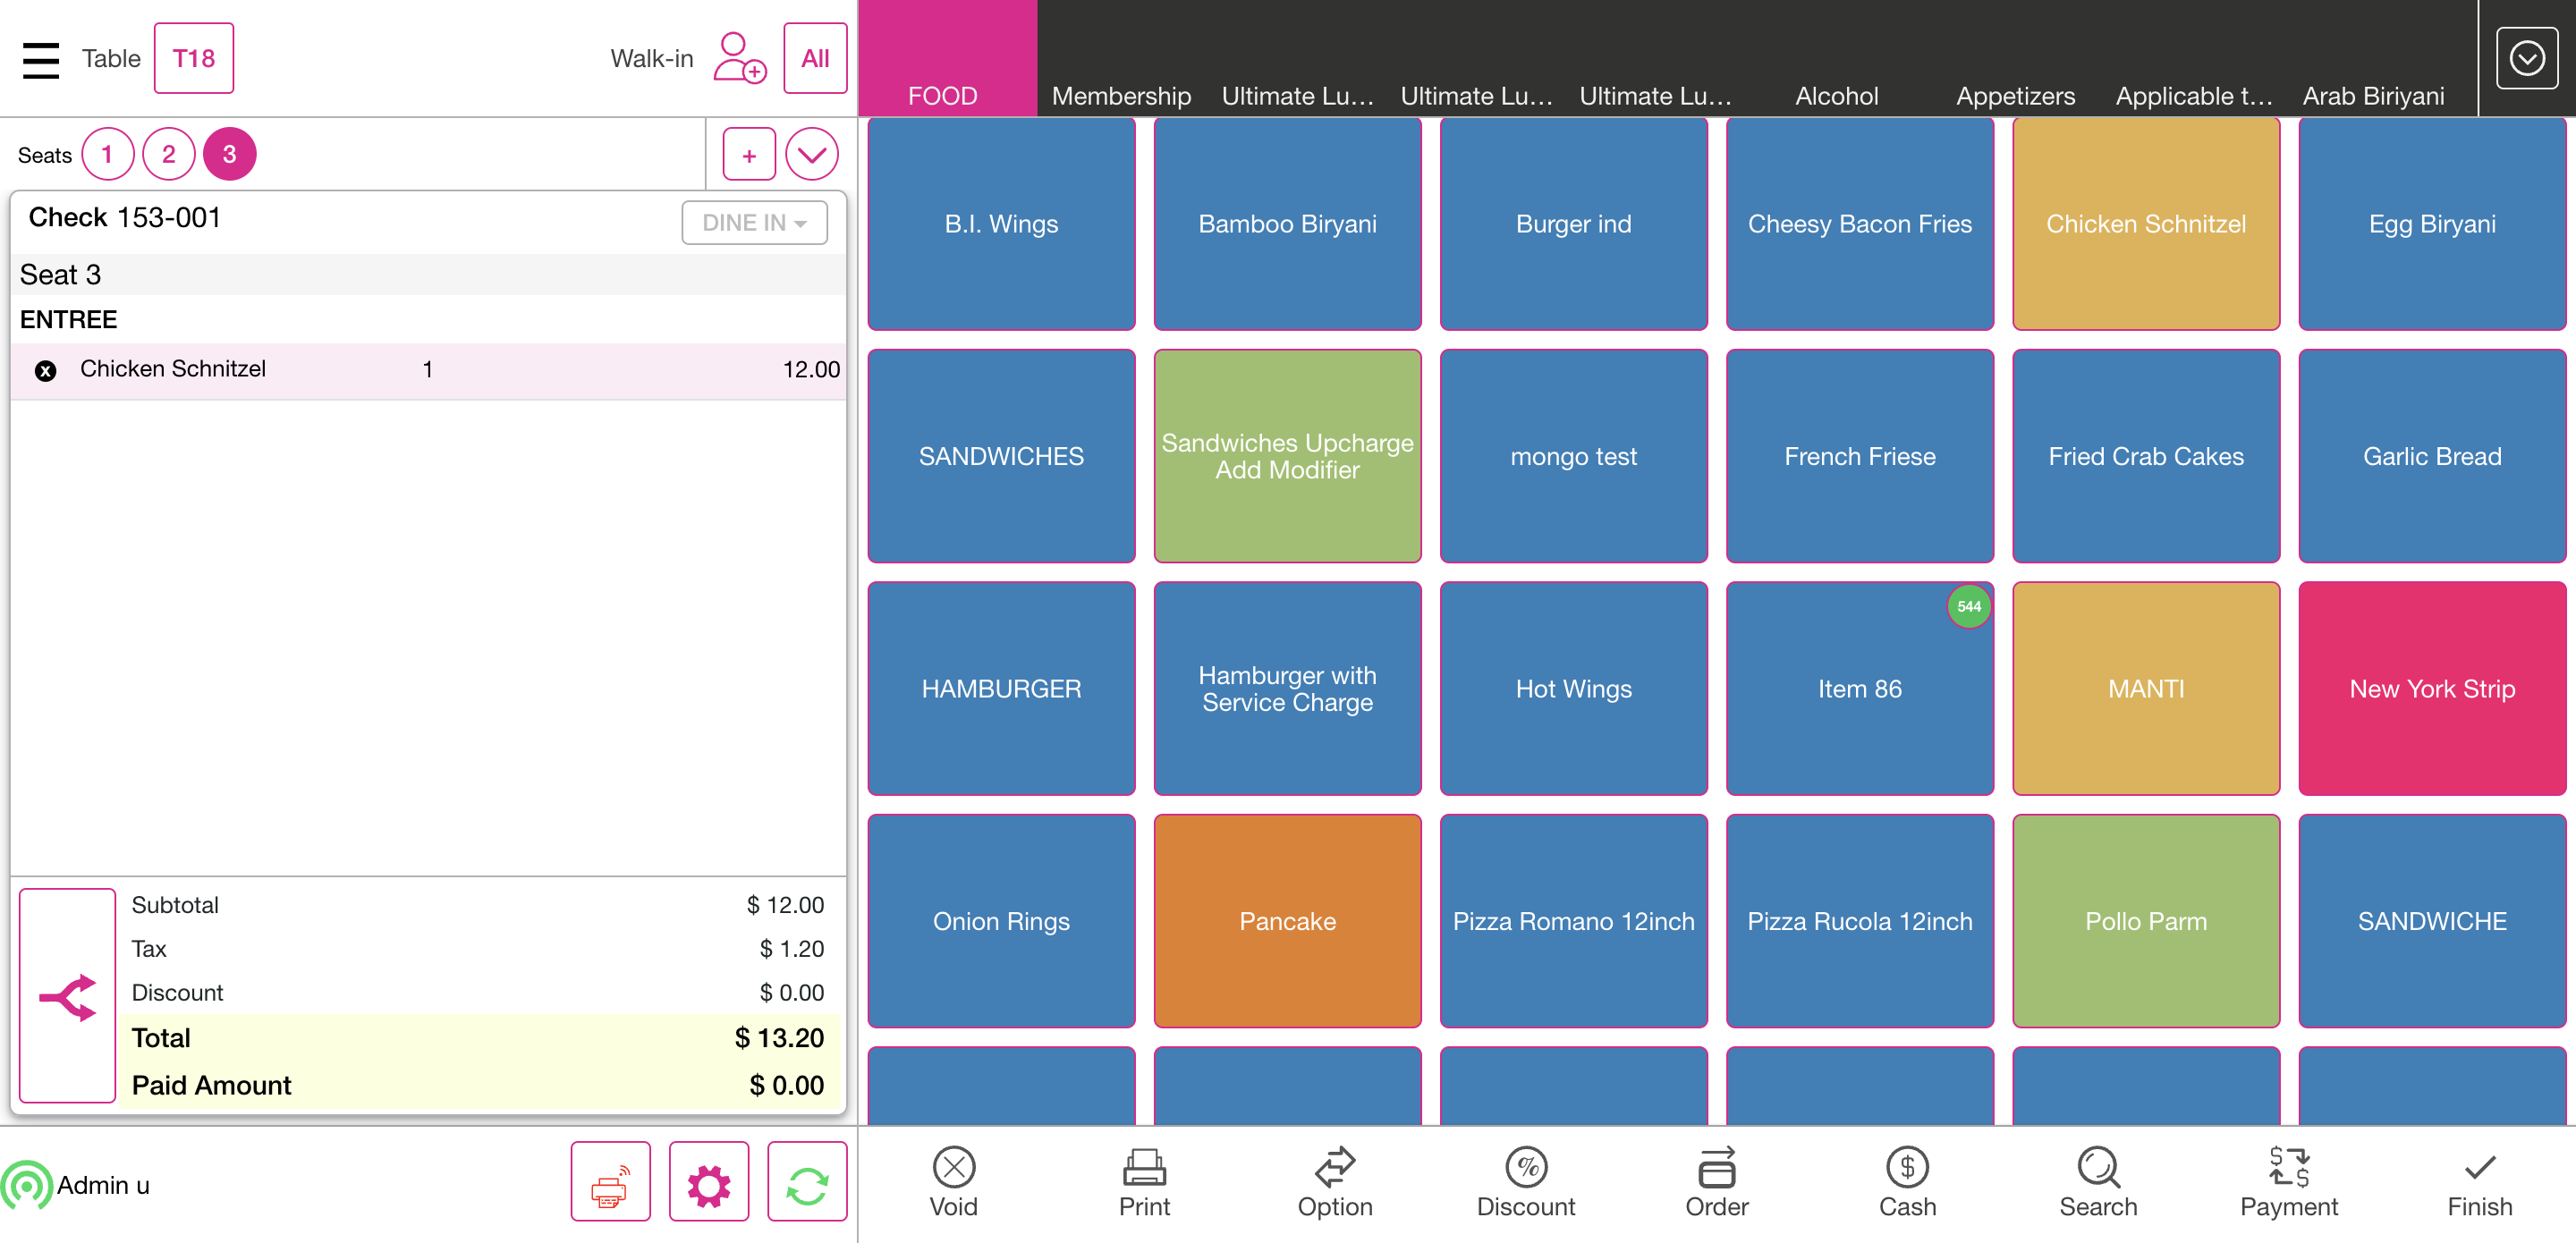 Table T18 Walk-in All
FOOD Membership Ultimate Lu... Ultimate Lu... Ultimate Lu... Alcohol Appetizers Applicable t... Arab Biriyani
Seats 1 2 3 +
Check 153-001 DINE IN
Seat 3
ENTREE
x Chicken Schnitzel 1 12.00
Subtotal $ 12.00
Tax $ 1.20
Discount $ 0.00
Total $ 13.20
Paid Amount $ 0.00
Admin u
B.I. Wings
Bamboo Biryani
Burger ind
Cheesy Bacon Fries
Chicken Schnitzel
Egg Biryani
SANDWICHES
Sandwiches Upcharge
Add Modifier
mongo test
French Friese
Fried Crab Cakes
Garlic Bread
HAMBURGER
Hamburger with
Service Charge
Hot Wings
544
Item 86
MANTI
New York Strip
Onion Rings
Pancake
Pizza Romano 12inch
Pizza Rucola 12inch
Pollo Parm
SANDWICHE
Void Print Option Discount Order Cash Search Payment Finish